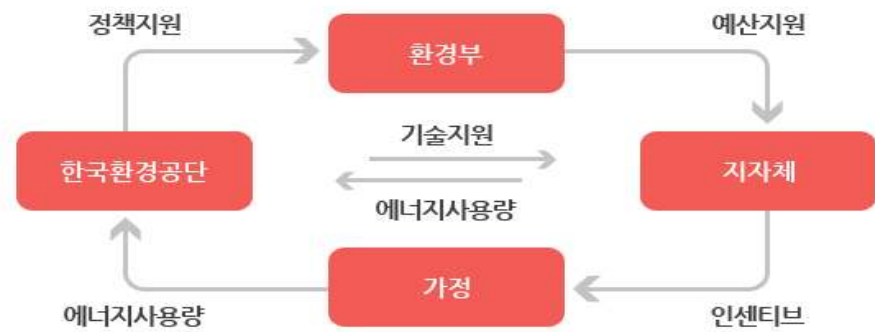 정책지원
환경부
예산지원
기술지원
한국환경공단
지자체
에너지사용량
가정
에너지사용량
인센티브